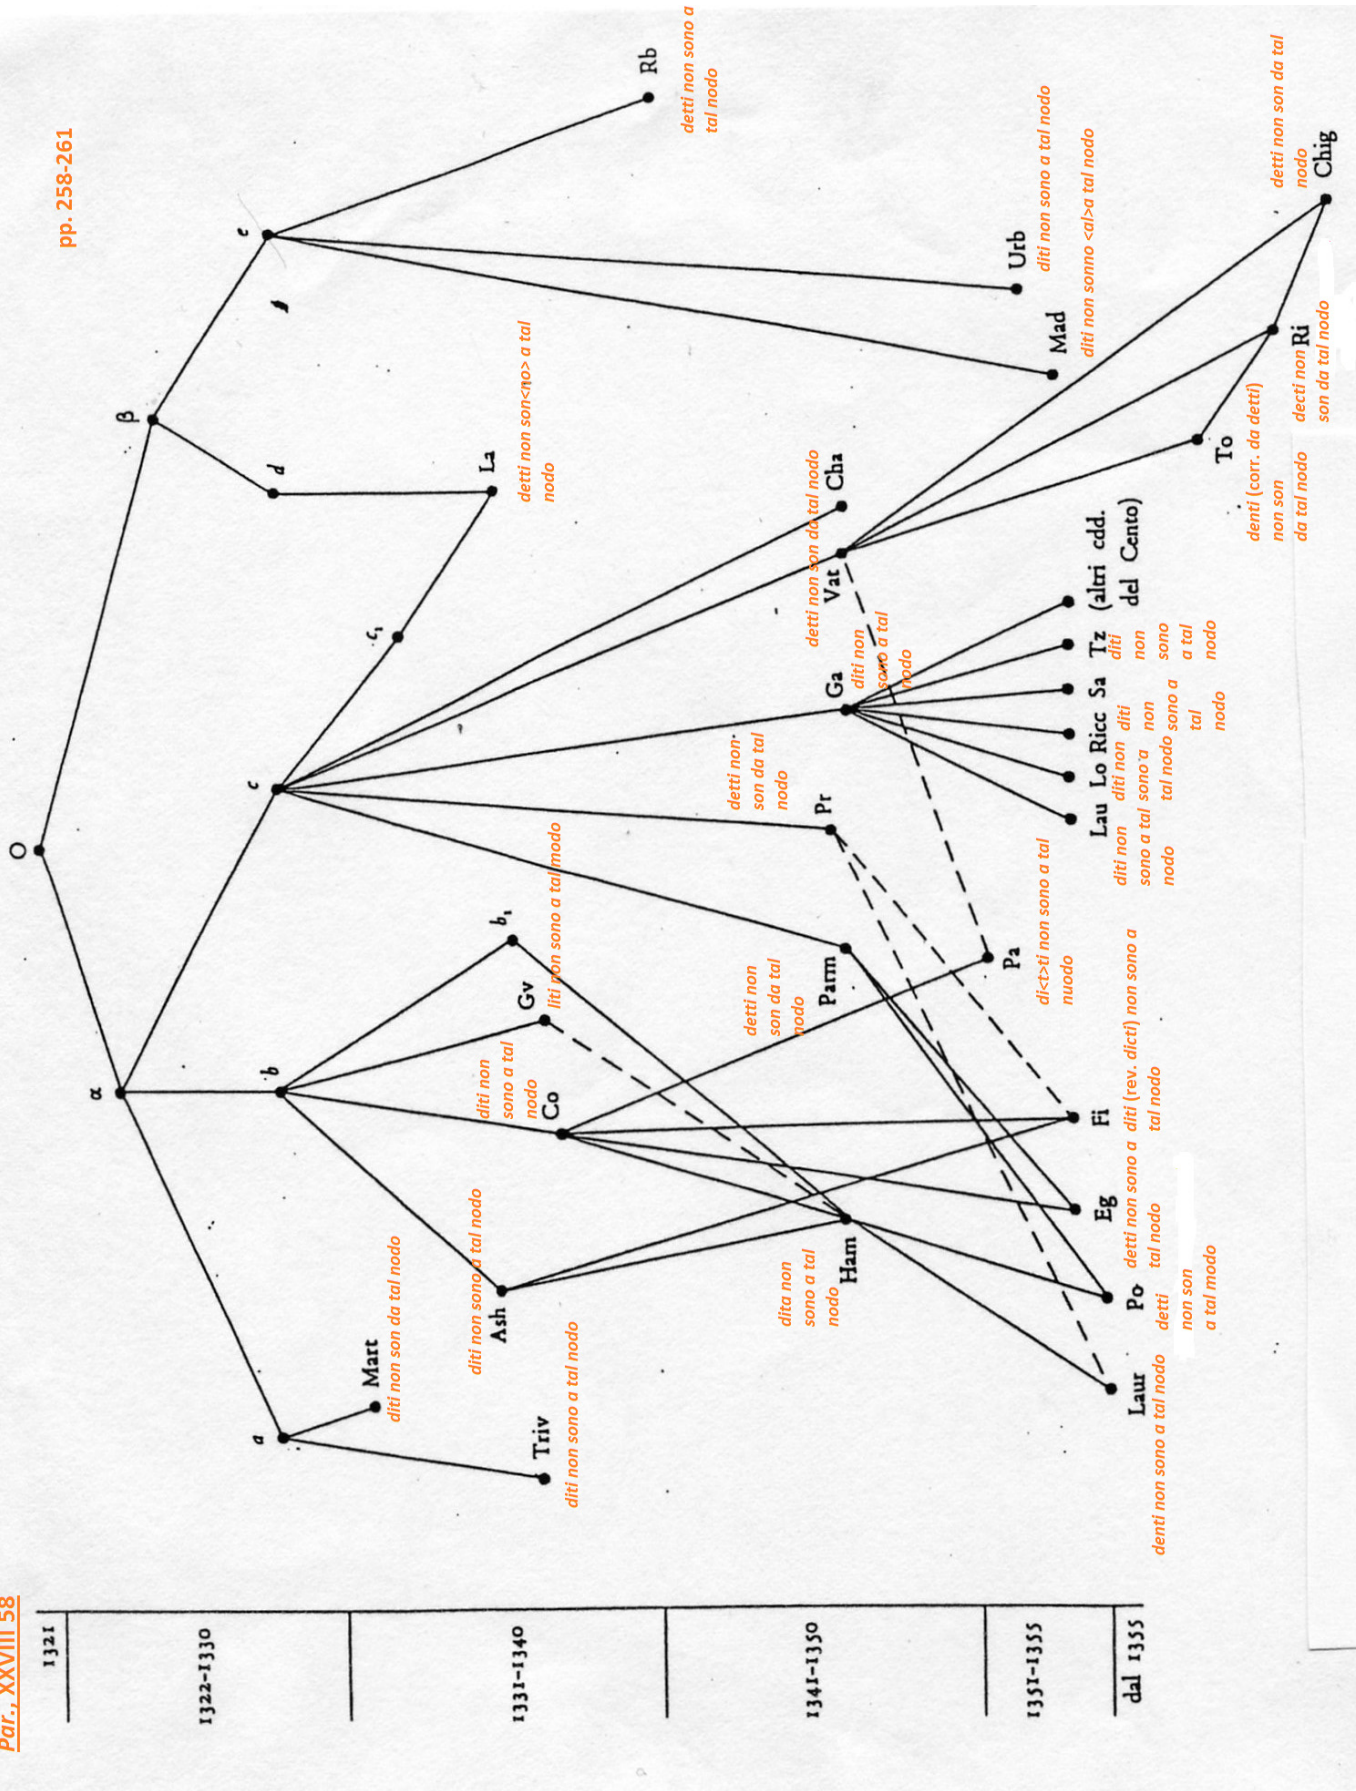 Par., XXVIII 58
pp. 258-261
1321
1322-1330
1331-1340
1341-1350
1351-1355
dal 1355
O
α
β
a
b
c
d
e
b₁
c₁
Mart
diti non son da tal nodo
Triv
diti non sono a tal nodo
Ash
diti non sono a tal nodo
Co
diti non
sono a tal
nodo
Gv
liti non sono a tal modo
Ham
dita non
sono a tal
nodo
Parm
detti non
son da tal
nodo
Pr
detti non
son da tal
nodo
Ga
diti non
sono a tal
nodo
Vat
detti non son da tal nodo
Cha
La
detti non son<no> a tal
nodo
Rb
detti non sono a
tal nodo
Urb
diti non sono a tal nodo
Mad
diti non sonno <al>a tal nodo
Laur
denti non sono a tal nodo
Po
detti
non son
a tal modo
Eg
detti non sono a
tal nodo
Fi
diti (rev. dicti) non sono a
tal nodo
Pa
di<t>ti non sono a tal
nuodo
Lau
diti non
sono a tal
nodo
Lo
diti non
sono a
tal nodo
Ricc
Sa
diti
non
sono a
tal
nodo
Tz
diti
non
sono
a tal
nodo
(altri cdd.
del Cento)
To
denti (corr. da detti)
non son
da tal nodo
Ri
decti non
son da tal nodo
Chig
detti non son da tal
nodo